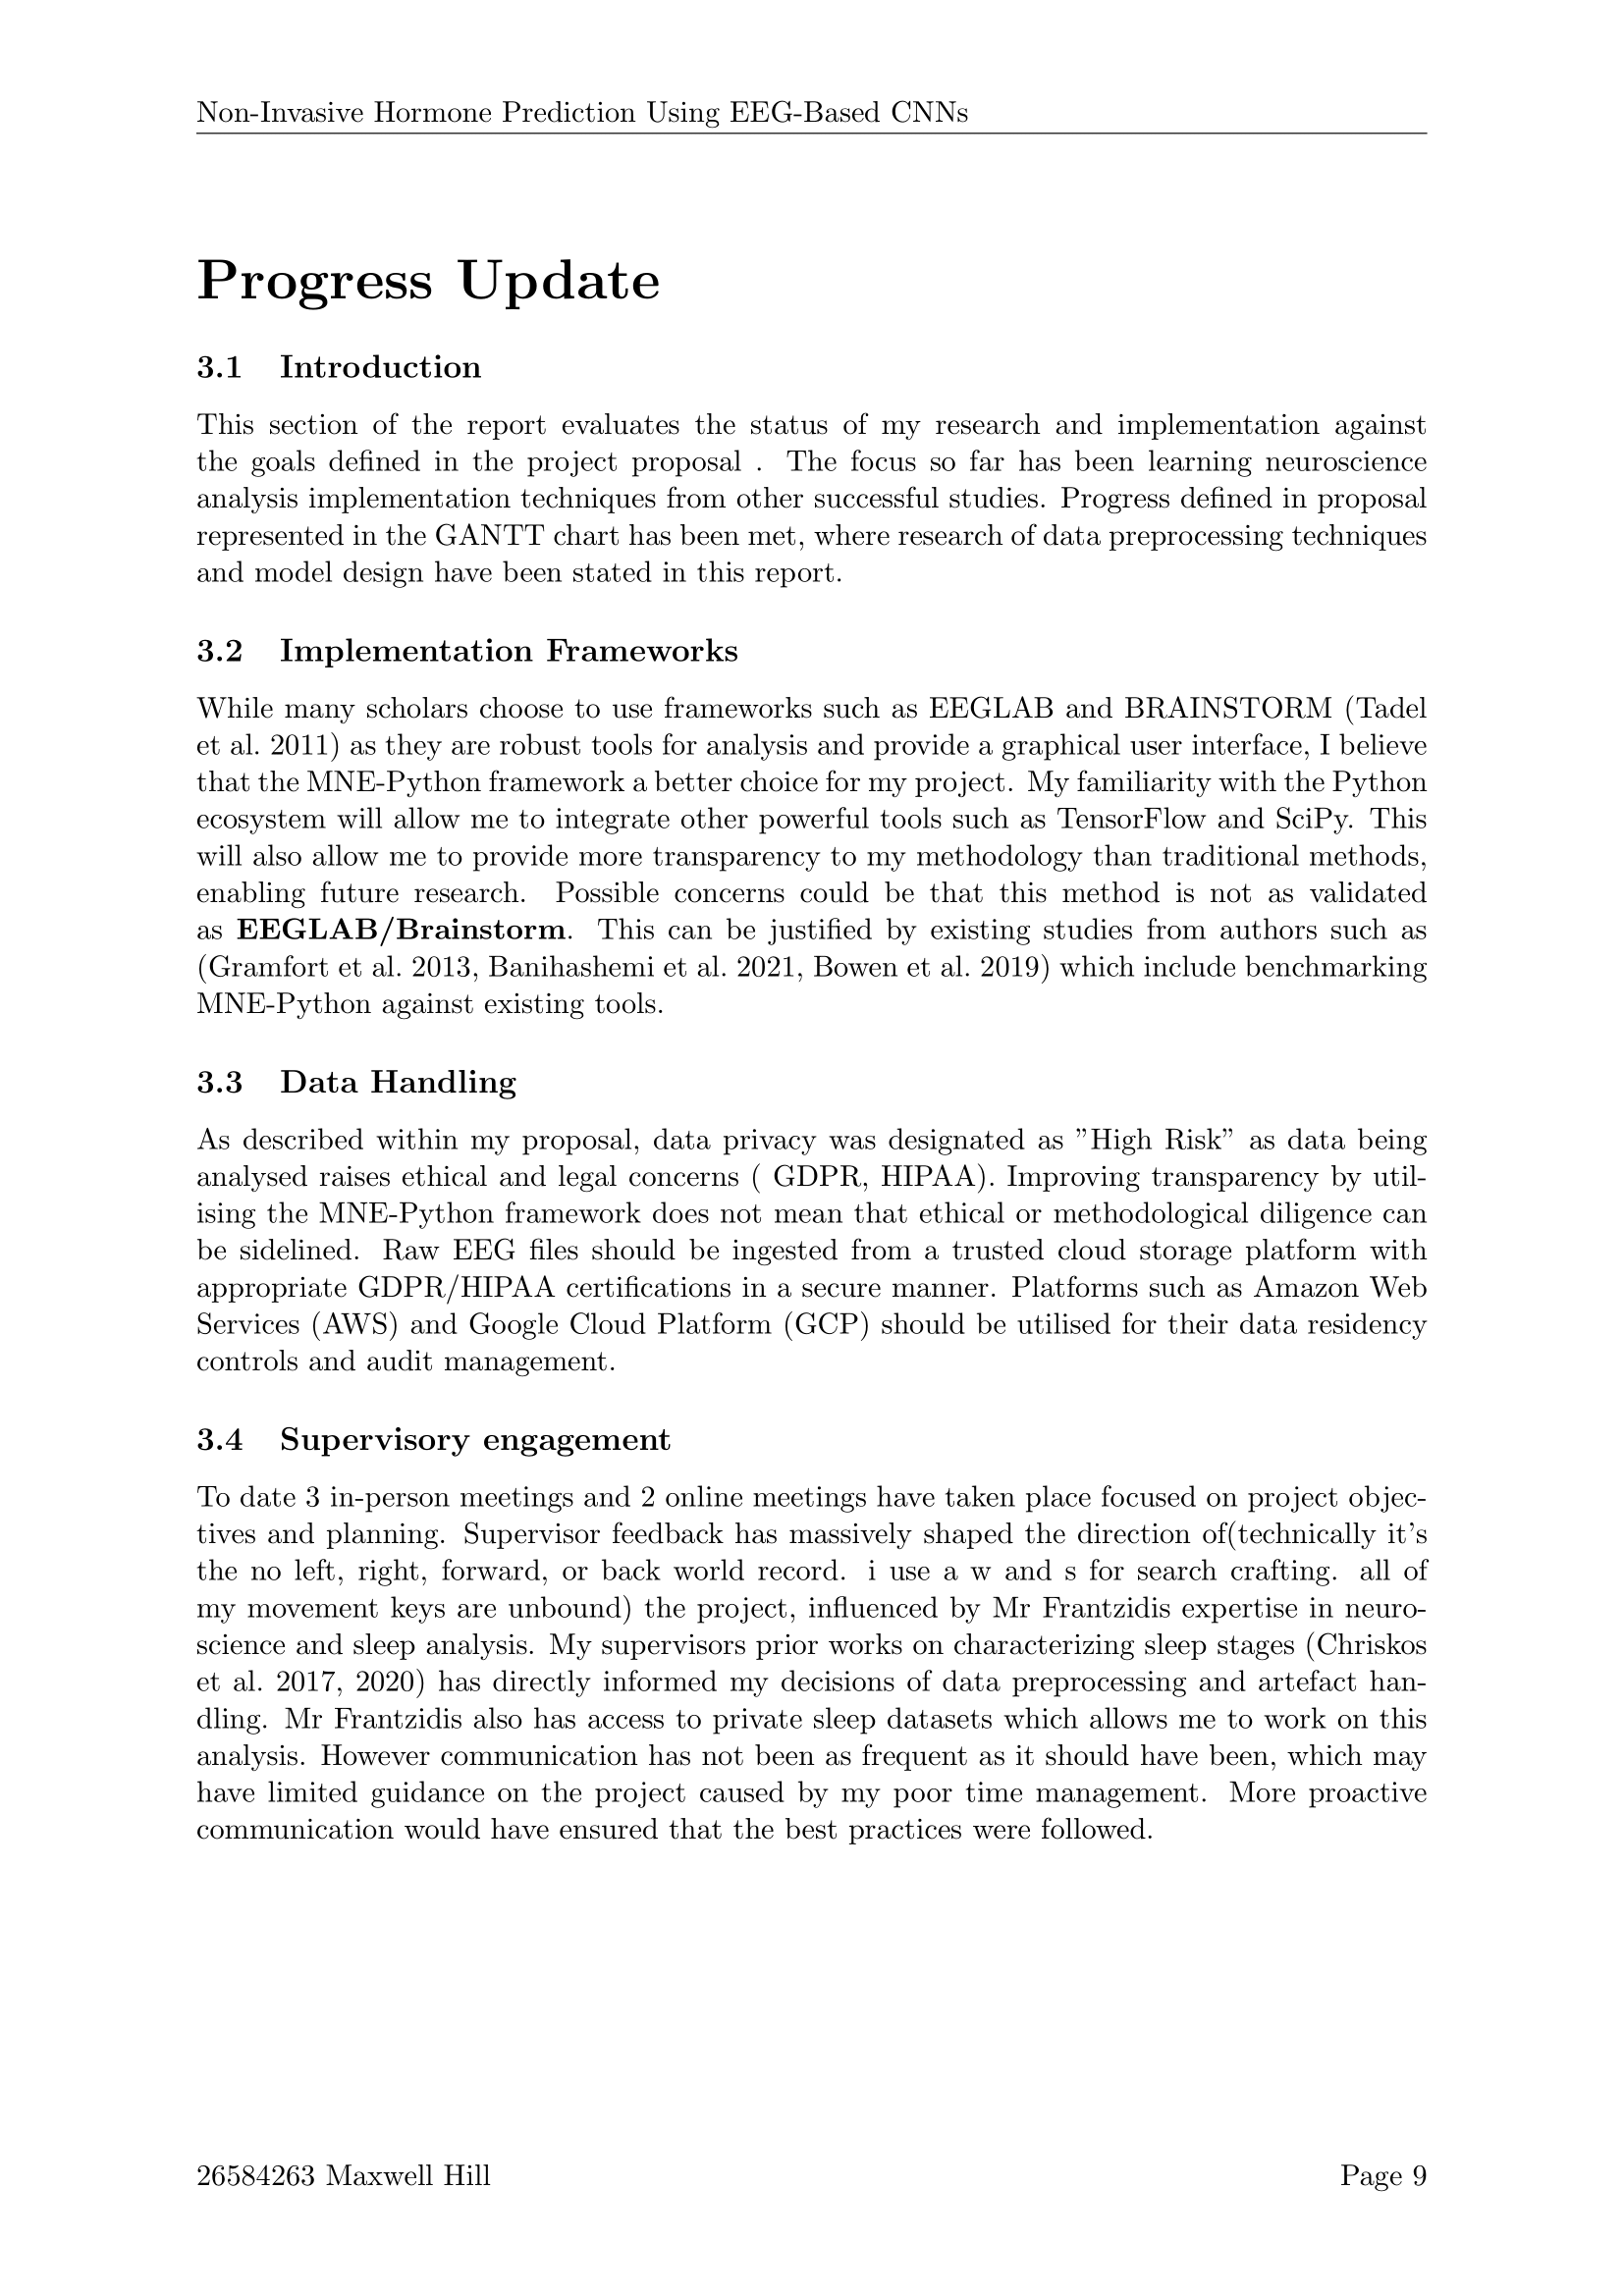 Non-Invasive Hormone Prediction Using EEG-Based CNNs
Progress Update
3.1 Introduction
This section of the report evaluates the status of my research and implementation against
the goals defined in the project proposal . The focus so far has been learning neuroscience
analysis implementation techniques from other successful studies. Progress defined in proposal
represented in the GANTT chart has been met, where research of data preprocessing techniques
and model design have been stated in this report.
3.2 Implementation Frameworks
While many scholars choose to use frameworks such as EEGLAB and BRAINSTORM (Tadel
et al. 2011) as they are robust tools for analysis and provide a graphical user interface, I believe
that the MNE-Python framework a better choice for my project. My familiarity with the Python
ecosystem will allow me to integrate other powerful tools such as TensorFlow and SciPy. This
will also allow me to provide more transparency to my methodology than traditional methods,
enabling future research. Possible concerns could be that this method is not as validated
as EEGLAB/Brainstorm. This can be justified by existing studies from authors such as
(Gramfort et al. 2013, Banihashemi et al. 2021, Bowen et al. 2019) which include benchmarking
MNE-Python against existing tools.
3.3 Data Handling
As described within my proposal, data privacy was designated as ”High Risk” as data being
analysed raises ethical and legal concerns ( GDPR, HIPAA). Improving transparency by util-
ising the MNE-Python framework does not mean that ethical or methodological diligence can
be sidelined. Raw EEG files should be ingested from a trusted cloud storage platform with
appropriate GDPR/HIPAA certifications in a secure manner. Platforms such as Amazon Web
Services (AWS) and Google Cloud Platform (GCP) should be utilised for their data residency
controls and audit management.
3.4 Supervisory engagement
To date 3 in-person meetings and 2 online meetings have taken place focused on project objec-
tives and planning. Supervisor feedback has massively shaped the direction of(technically it’s
the no left, right, forward, or back world record. i use a w and s for search crafting. all of
my movement keys are unbound) the project, influenced by Mr Frantzidis expertise in neuro-
science and sleep analysis. My supervisors prior works on characterizing sleep stages (Chriskos
et al. 2017, 2020) has directly informed my decisions of data preprocessing and artefact han-
dling. Mr Frantzidis also has access to private sleep datasets which allows me to work on this
analysis. However communication has not been as frequent as it should have been, which may
have limited guidance on the project caused by my poor time management. More proactive
communication would have ensured that the best practices were followed.
26584263 Maxwell Hill
Page 9